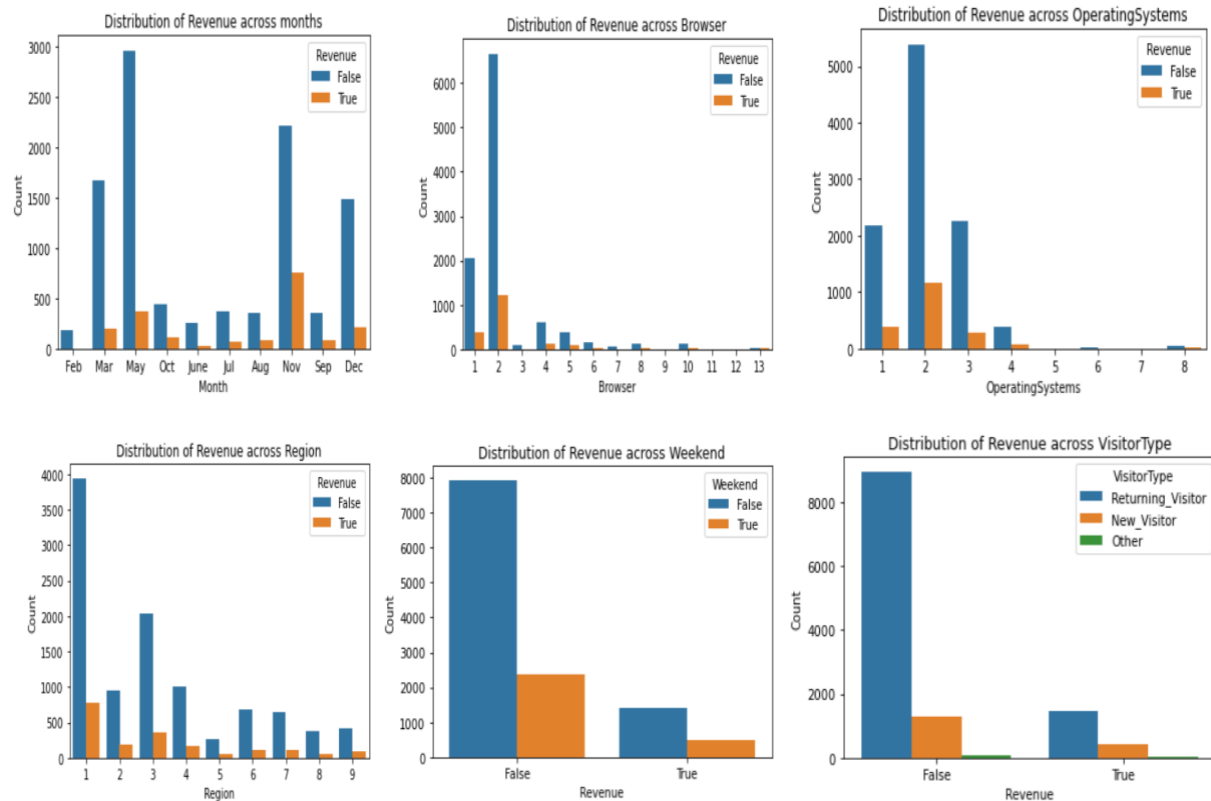 Distribution of Revenue across months
Revenue
False
True
3000
2500
2000
1500
1000
500
0
Count
Feb Mar May Oct June Jul Aug Nov Sep Dec
Month
Distribution of Revenue across Browser
Revenue
False
True
6000
5000
4000
3000
2000
1000
0
Count
1 2 3 4 5 6 7 8 10 11 12 13
Browser
Distribution of Revenue across OperatingSystems
Revenue
False
True
5000
4000
3000
2000
1000
0
Count
1 2 3 4 5 6 7 8
OperatingSystems
Distribution of Revenue across Region
Revenue
False
True
4000
3500
3000
2500
2000
1500
1000
500
0
Count
1 2 3 4 5 6 7 8 9
Region
Distribution of Revenue across Weekend
Weekend
False
True
8000
7000
6000
5000
4000
3000
2000
1000
0
Count
False True
Revenue
Distribution of Revenue across VisitorType
VisitorType
Returning_Visitor
New_Visitor
Other
8000
6000
4000
2000
0
Count
False True
Revenue